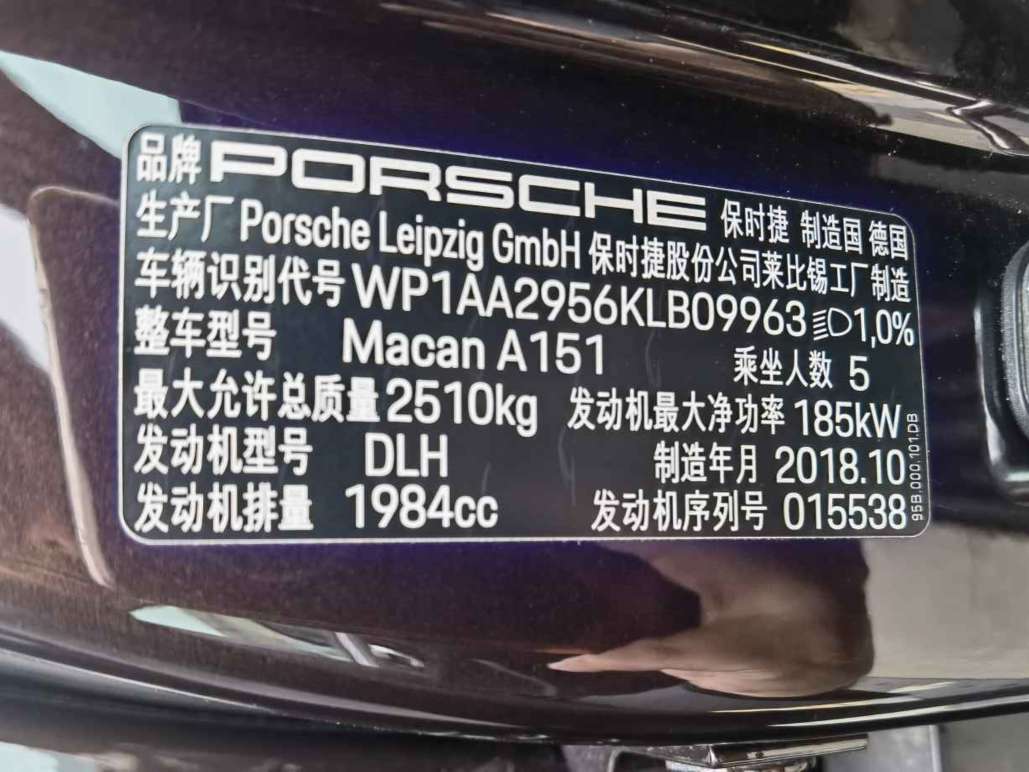 品牌 PORSCHE 保时捷 制造国 德国
生产厂 Porsche Leipzig GmbH 保时捷股份公司莱比锡工厂制造
车辆识别代号 WP1AA2956KLB09963 1,0%
整车型号 Macan A151 乘坐人数 5
最大允许总质量 2510kg 发动机最大净功率 185kW
发动机型号 DLH 制造年月 2018.10
发动机排量 1984cc 发动机序列号 015538
95B.000.101.DB